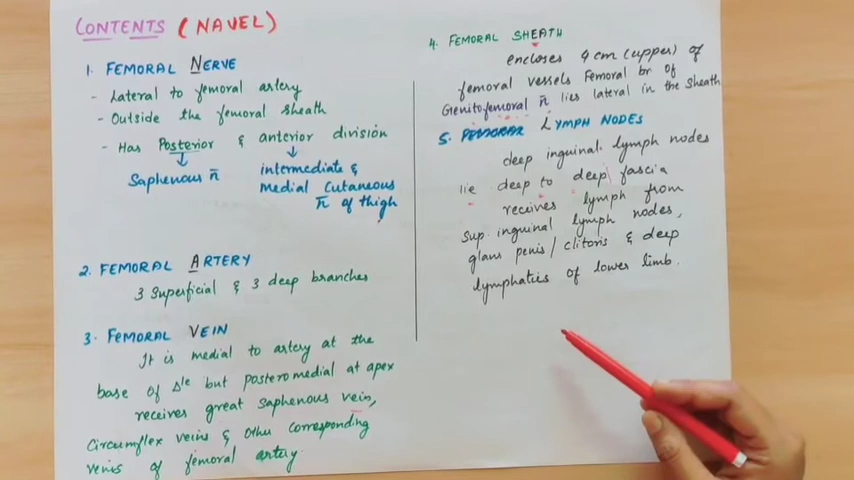 CONTENTS (NAVEL)
1. FEMORAL NERVE
- Lateral to femoral artery
- Outside the femoral sheath
- Has Posterior & anterior division
Saphenous n̄
intermediate &
medial cutaneous
n̄ of thigh
2. FEMORAL ARTERY
3 Superficial & 3 deep branches
3. FEMORAL VEIN
It is medial to artery at the
base of Δle but posteromedial at apex
receives great saphenous vein,
Circumflex veins & other corresponding
veins of femoral artery.
4. FEMORAL SHEATH
encloses 4 cm (upper) of
femoral vessels Femoral br of
Genitofemoral n̄ lies lateral in the sheath
5. LYMPH NODES
deep inguinal lymph nodes
lie deep to deep fascia
receives lymph from
sup. inguinal lymph nodes,
glans penis/clitoris & deep
lymphatics of lower limb.